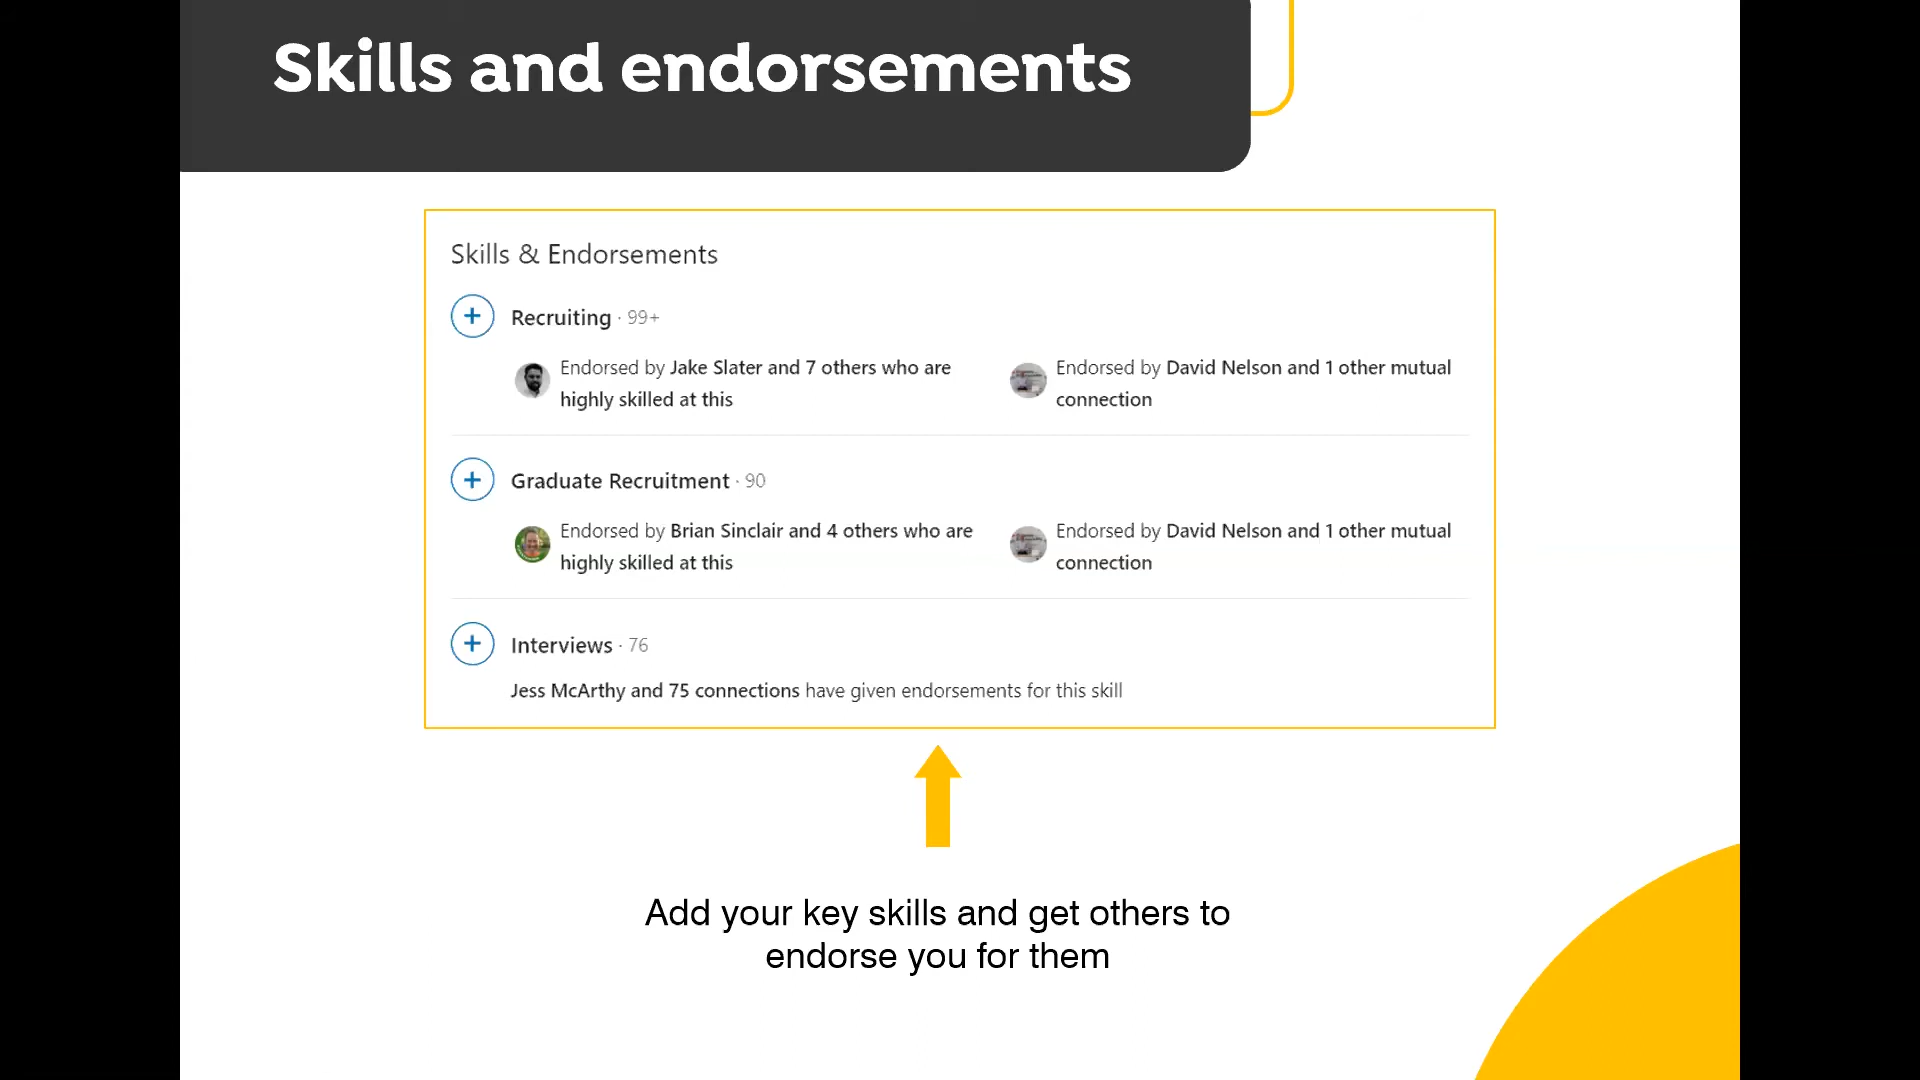 Skills and endorsements
Skills & Endorsements
Recruiting · 99+
Endorsed by Jake Slater and 7 others who are
highly skilled at this
Endorsed by David Nelson and 1 other mutual
connection
Graduate Recruitment · 90
Endorsed by Brian Sinclair and 4 others who are
highly skilled at this
Endorsed by David Nelson and 1 other mutual
connection
Interviews · 76
Jess McArthy and 75 connections have given endorsements for this skill
Add your key skills and get others to
endorse you for them